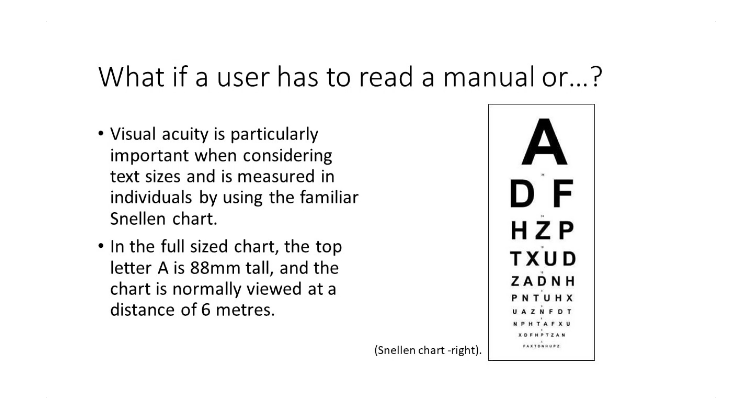 What if a user has to read a manual or...?
• Visual acuity is particularly
important when considering
text sizes and is measured in
individuals by using the familiar
Snellen chart.
• In the full sized chart, the top
letter A is 88mm tall, and the
chart is normally viewed at a
distance of 6 metres.
(Snellen chart -right).
A
D F
H Z P
T X U D
Z A D N H
P N T U H X
U A Z N F D T
N P H T A F X U